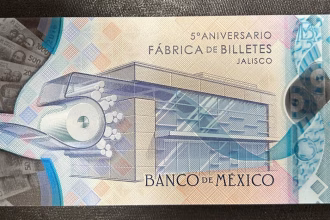 5º ANIVERSARIO
FÁBRICA DE BILLETES
JALISCO
BANCO DE MÉXICO